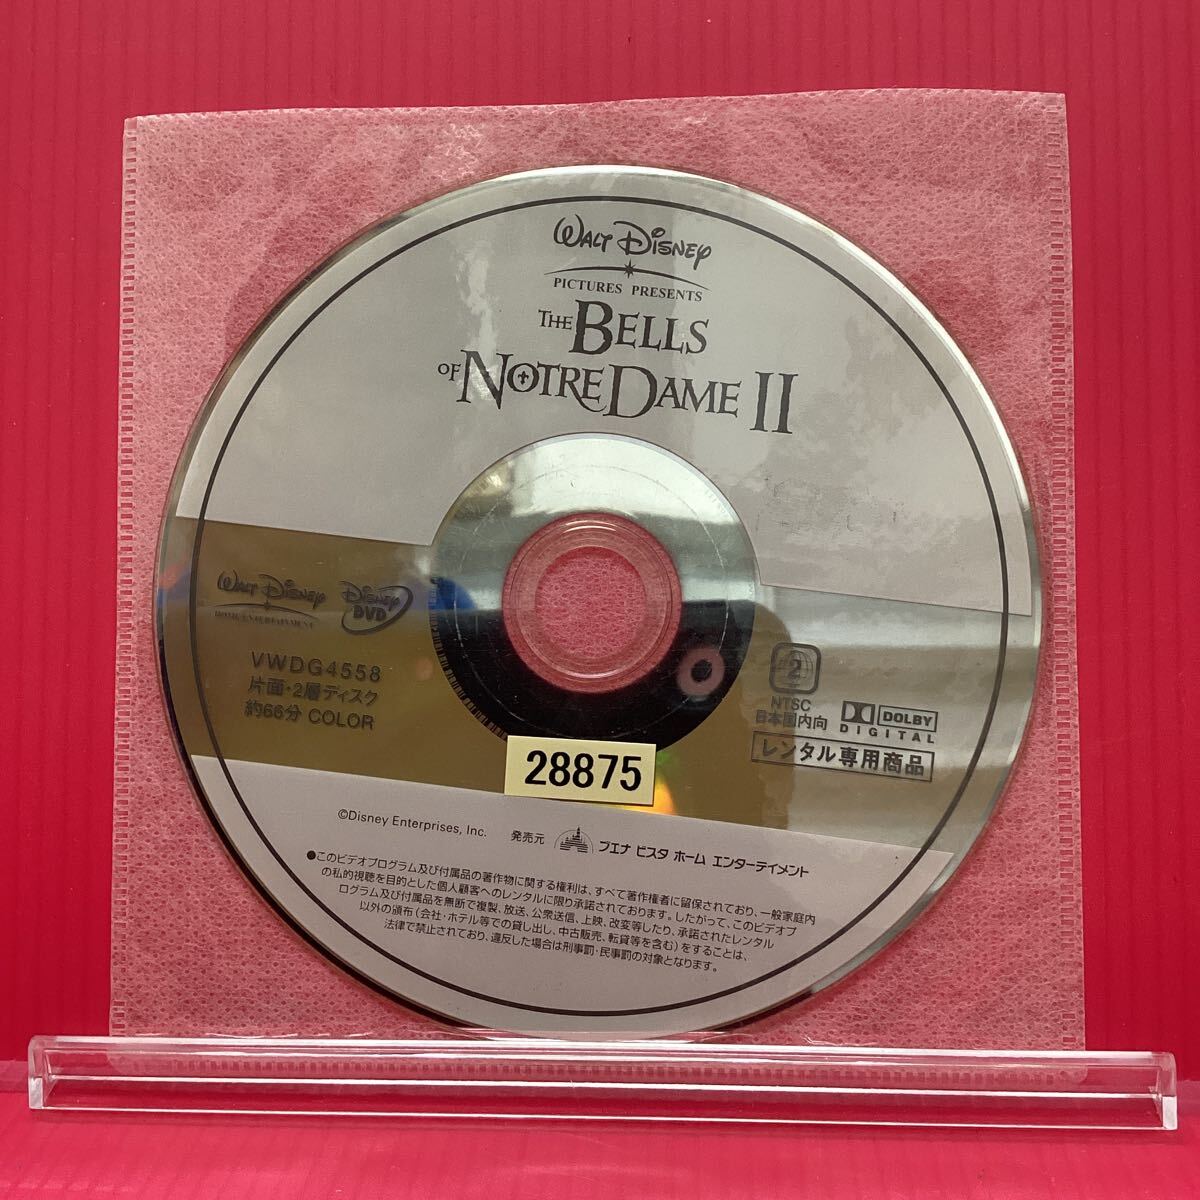 WALT DISNEY
PICTURES PRESENTS
THE BELLS
OF NOTRE DAME II
WALT DISNEY
HOME ENTERTAINMENT
DISNEY
DVD
VWDG4558
片面・2層ディスク
約66分 COLOR
2
NTSC
日本国内向
DOLBY
DIGITAL
レンタル専用商品
28875
©Disney Enterprises, Inc.
発売元
ブエナ ビスタ ホーム エンターテイメント
●このビデオプログラム及び付属品の著作物に関する権利は、すべて著作権者に留保されており、一般家庭内
の私的視聴を目的とした個人顧客へのレンタルに限り承諾されております。したがって、このビデオプ
ログラム及び付属品を無断で複製、放送、公衆送信、上映、改変等したり、承諾されたレンタル
以外の頒布(会社・ホテル等での貸し出し、中古販売、転貸等を含む)をすることは、
法律で禁止されており、違反した場合は刑事罰・民事罰の対象となります。